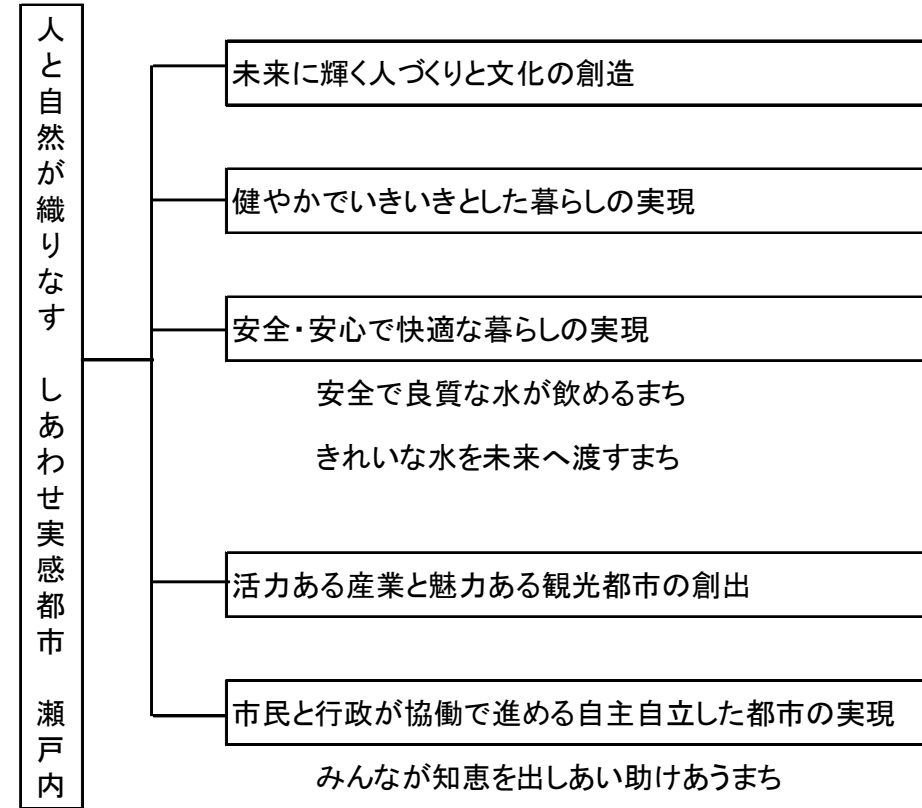 人と自然が織りなす しあわせ実感都市 瀬戸内
未来に輝く人づくりと文化の創造
健やかでいきいきとした暮らしの実現
安全・安心で快適な暮らしの実現
安全で良質な水が飲めるまち
きれいな水を未来へ渡すまち
活力ある産業と魅力ある観光都市の創出
市民と行政が協働で進める自主自立した都市の実現
みんなが知恵を出しあい助けあうまち